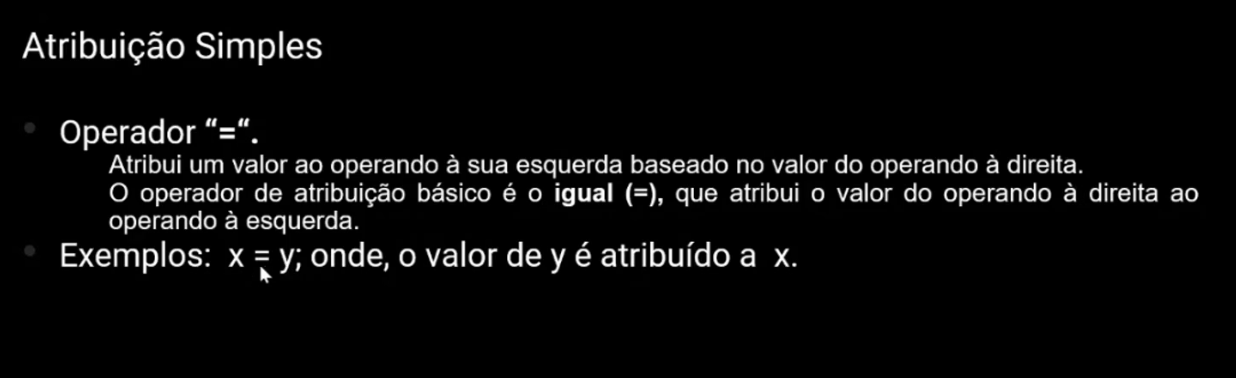 Atribuição Simples
Operador “=“.
Atribui um valor ao operando à sua esquerda baseado no valor do operando à direita.
O operador de atribuição básico é o igual (=), que atribui o valor do operando à direita ao
operando à esquerda.
Exemplos: x = y; onde, o valor de y é atribuído a x.